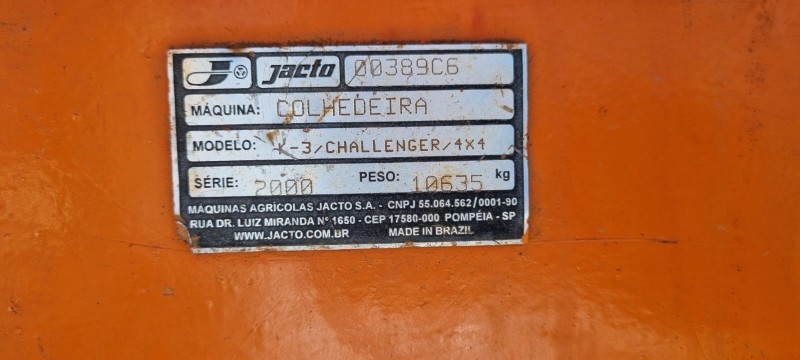 Jacto 00389C6
MÁQUINA: COLHEDEIRA
MODELO: K-3/CHALLENGER/4X4
SÉRIE: 2000 PESO: 10635 kg
MÁQUINAS AGRÍCOLAS JACTO S.A. - CNPJ 55.064.562/0001-90
RUA DR. LUIZ MIRANDA Nº 1650 - CEP 17580-000 POMPÉIA - SP
WWW.JACTO.COM.BR MADE IN BRAZIL